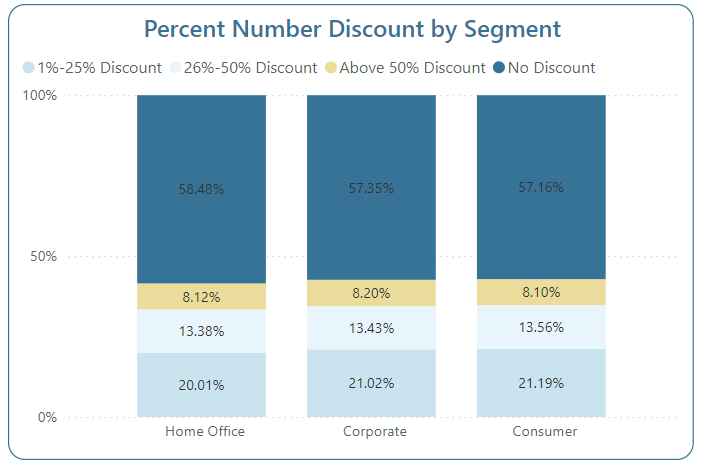 Percent Number Discount by Segment
1%-25% Discount 26%-50% Discount Above 50% Discount No Discount
100%
58.48% 57.35% 57.16%
50%
8.12% 8.20% 8.10%
13.38% 13.43% 13.56%
20.01% 21.02% 21.19%
0%
Home Office Corporate Consumer